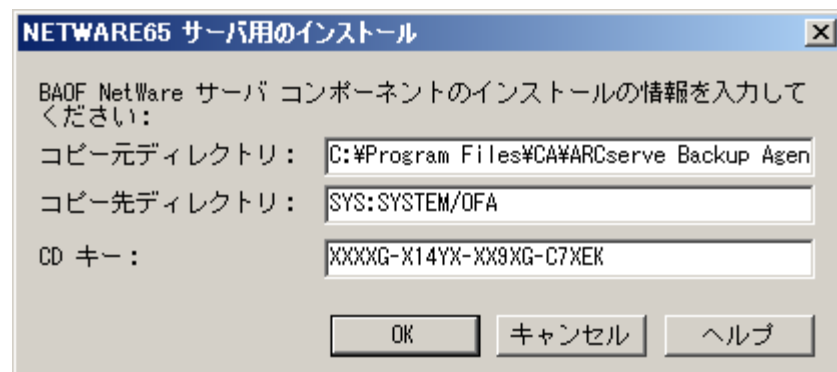 NETWARE65 サーバ用のインストール
BAOF NetWare サーバ コンポーネントのインストールの情報を入力して
ください:
コピー元ディレクトリ: C:¥Program Files¥CA¥ARCserve Backup Agen
コピー先ディレクトリ: SYS:SYSTEM/OFA
CD キー: XXXXG-X14YX-XX9XG-C7XEK
OK キャンセル ヘルプ